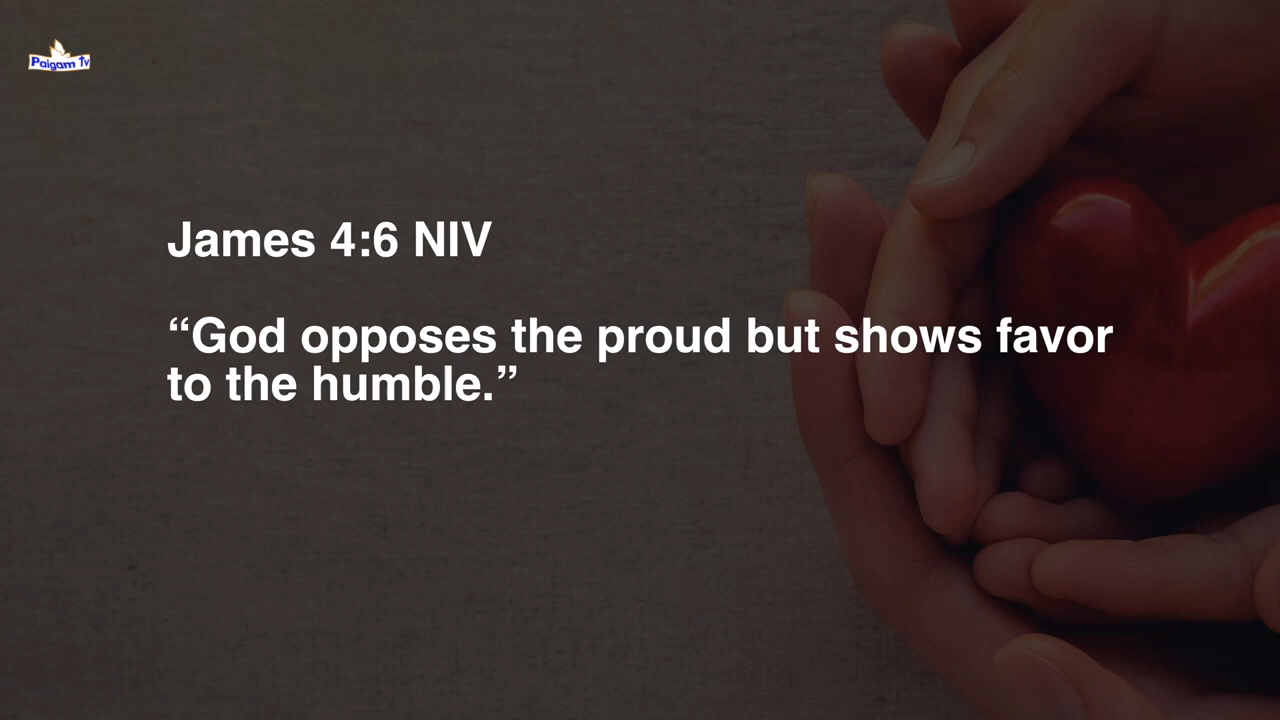 Paigam Tv
James 4:6 NIV
“God opposes the proud but shows favor
to the humble.”